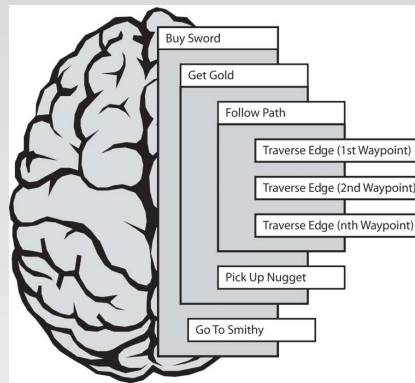 Buy Sword
Get Gold
Follow Path
Traverse Edge (1st Waypoint)
Traverse Edge (2nd Waypoint)
Traverse Edge (nth Waypoint)
Pick Up Nugget
Go To Smithy